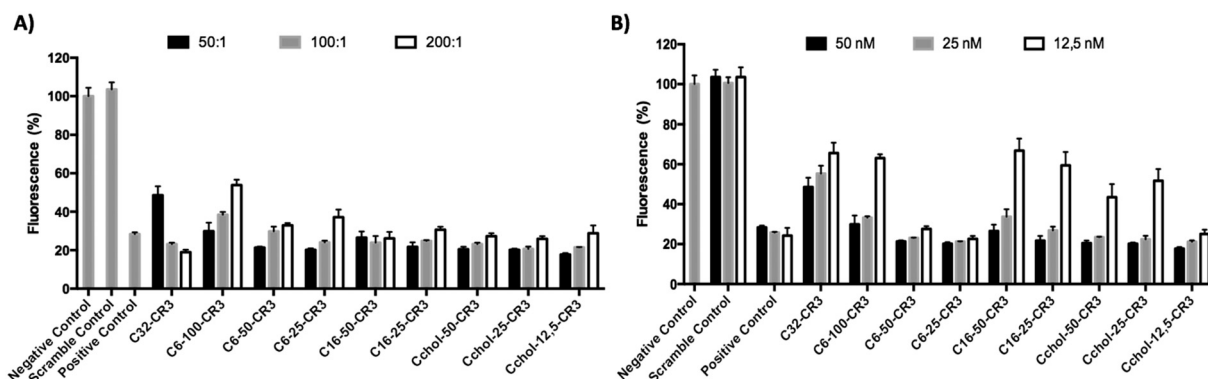 A)
50:1 100:1 200:1
Fluorescence (%)
120
100
80
60
40
20
0
Negative Control
Scramble Control
Positive Control
C32-CR3
C6-100-CR3
C6-50-CR3
C6-25-CR3
C16-50-CR3
C16-25-CR3
Cchol-50-CR3
Cchol-25-CR3
Cchol-12,5-CR3
B)
50 nM 25 nM 12,5 nM
Fluorescence (%)
120
100
80
60
40
20
0
Negative Control
Scramble Control
Positive Control
C32-CR3
C6-100-CR3
C6-50-CR3
C6-25-CR3
C16-50-CR3
C16-25-CR3
Cchol-50-CR3
Cchol-25-CR3
Cchol-12,5-CR3